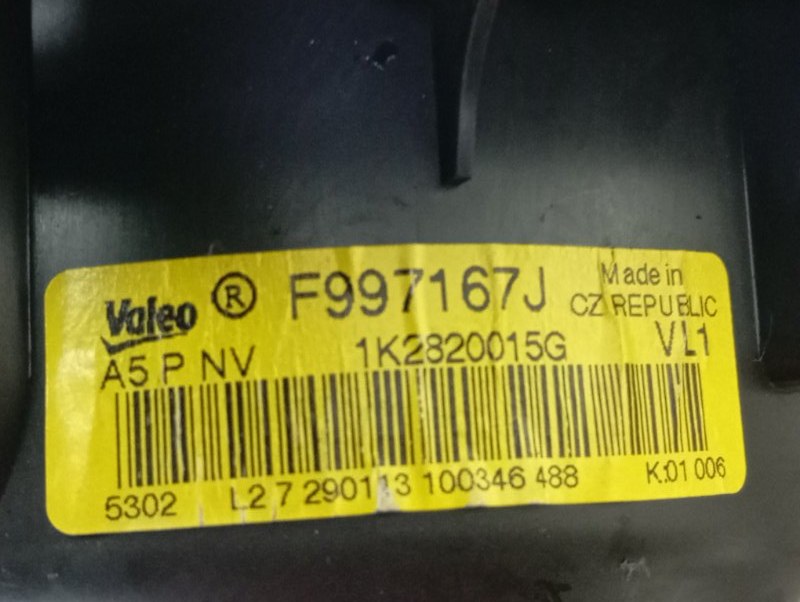 Valeo ® F997167J Made in
CZ REPUBLIC
A5 P NV 1K2820015G VL1
5302 L2 7 290113 100346 488 K:01 006